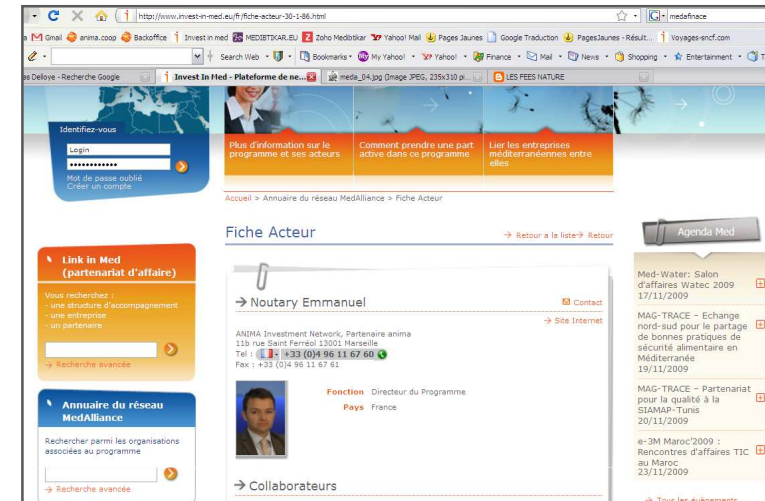 http://www.invest-in-med.eu/fr/fiche-acteur-30-1-86.html
medafinace
Gmail anima.coop Backoffice Invest in med MEDIBTIKAR.EU Zoho Medibtikar Yahoo! Mail Pages Jaunes Google Traduction PagesJaunes - Résult... Voyages-sncf.com
Search Web Bookmarks My Yahoo! Yahoo! Finance Mail News Shopping Entertainment
as Delloye - Recherche Google
Invest In Med - Plateforme de ne...
meda_04.jpg (Image JPEG, 235x310 pi...
LES FEES NATURE
Identifiez-vous
Login
Mot de passe oublié
Créer un compte
Plus d'information sur le
programme et ses acteurs
Comment prendre une part
active dans ce programme
Lier les entreprises
méditerranéennes entre
elles
Accueil > Annuaire du réseau MedAlliance > Fiche Acteur
Fiche Acteur
→ Retour a la liste→ Retour
Link in Med
(partenariat d'affaire)
Vous recherchez :
- une structure d'accompagnement
- une entreprise
- un partenaire
→ Recherche avancée
Annuaire du réseau
MedAlliance
Rechercher parmi les organisations
associées au programme
→ Recherche avancée
→ Noutary Emmanuel
Contact
→ Site Internet
ANIMA Investment Network, Partenaire anima
11b rue Saint Ferréol 13001 Marseille
Tel : +33 (0)4 96 11 67 60
Fax : +33 (0)4 96 11 67 61
Fonction Directeur du Programme
Pays France
→ Collaborateurs
Agenda Med
Med-Water: Salon
d'affaires Watec 2009
17/11/2009
MAG-TRACE – Echange
nord-sud pour le partage
de bonnes pratiques de
sécurité alimentaire en
Méditerranée
19/11/2009
MAG-TRACE – Partenariat
pour la qualité à la
SIAMAP-Tunis
20/11/2009
e-3M Maroc'2009 :
Rencontres d'affaires TIC
au Maroc
23/11/2009
→ Tous les évènements